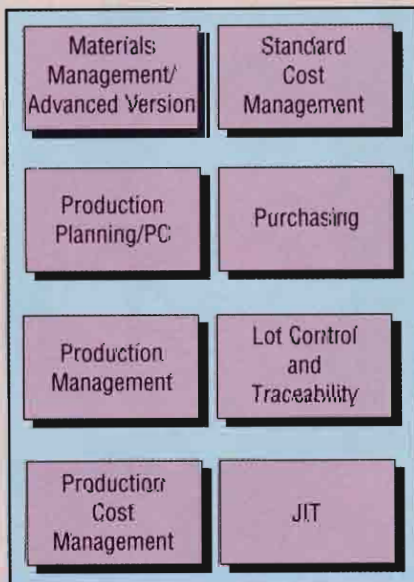 Materials
Management/
Advanced Version
Standard
Cost
Management
Production
Planning/PC
Purchasing
Production
Management
Lot Control
and
Traceability
Production
Cost
Management
JIT